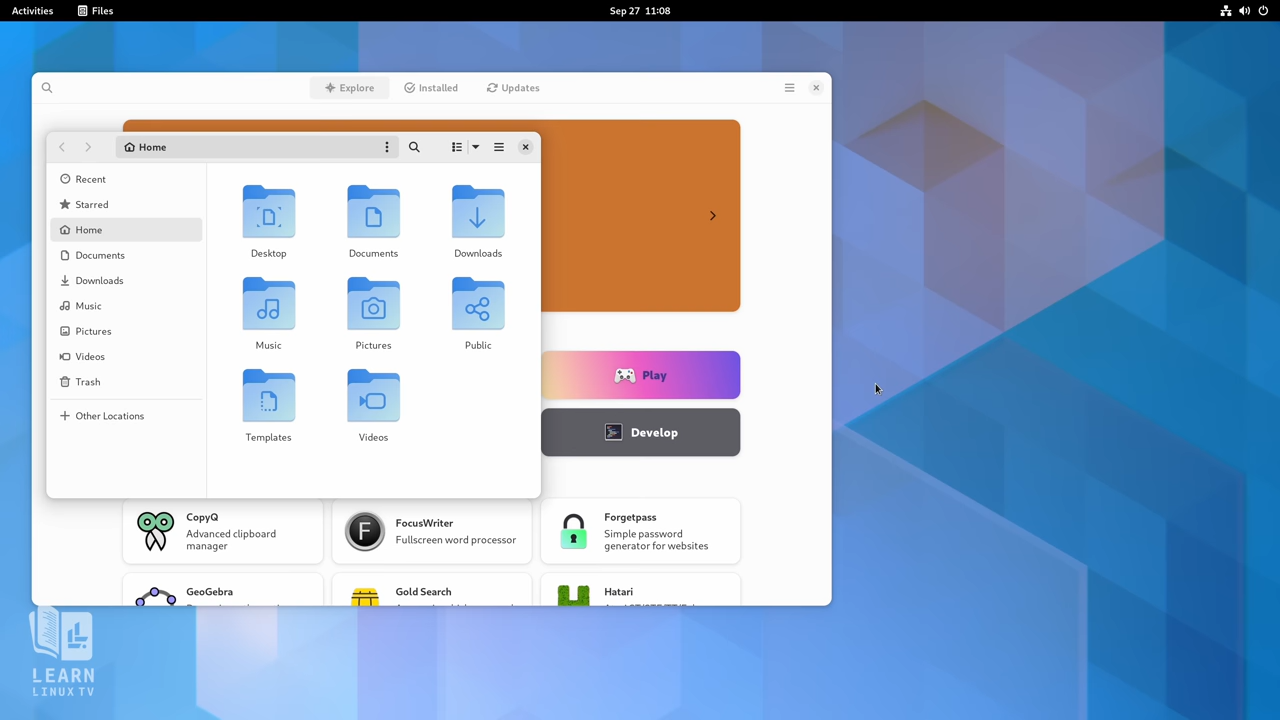 Activities
Files
Sep 27 11:08
Explore
Installed
Updates
Home
Recent
Starred
Home
Documents
Downloads
Music
Pictures
Videos
Trash
Other Locations
Desktop
Documents
Downloads
Music
Pictures
Public
Templates
Videos
Play
Develop
CopyQ
Advanced clipboard
manager
FocusWriter
Fullscreen word processor
Forgetpass
Simple password
generator for websites
GeoGebra
Gold Search
Hatari
LEARN
LINUX TV